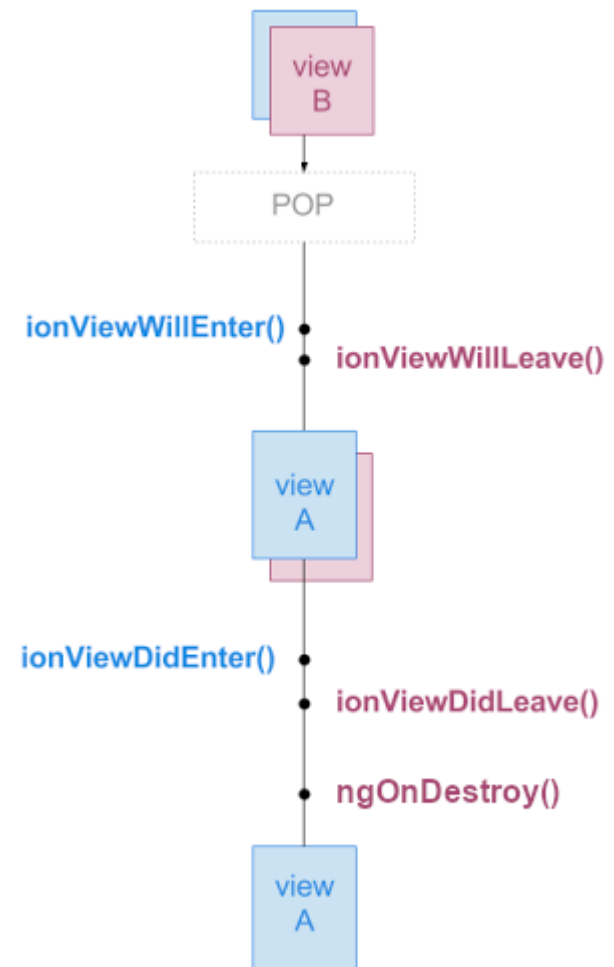 view
B
POP
ionViewWillEnter()
ionViewWillLeave()
view
A
ionViewDidEnter()
ionViewDidLeave()
ngOnDestroy()
view
A